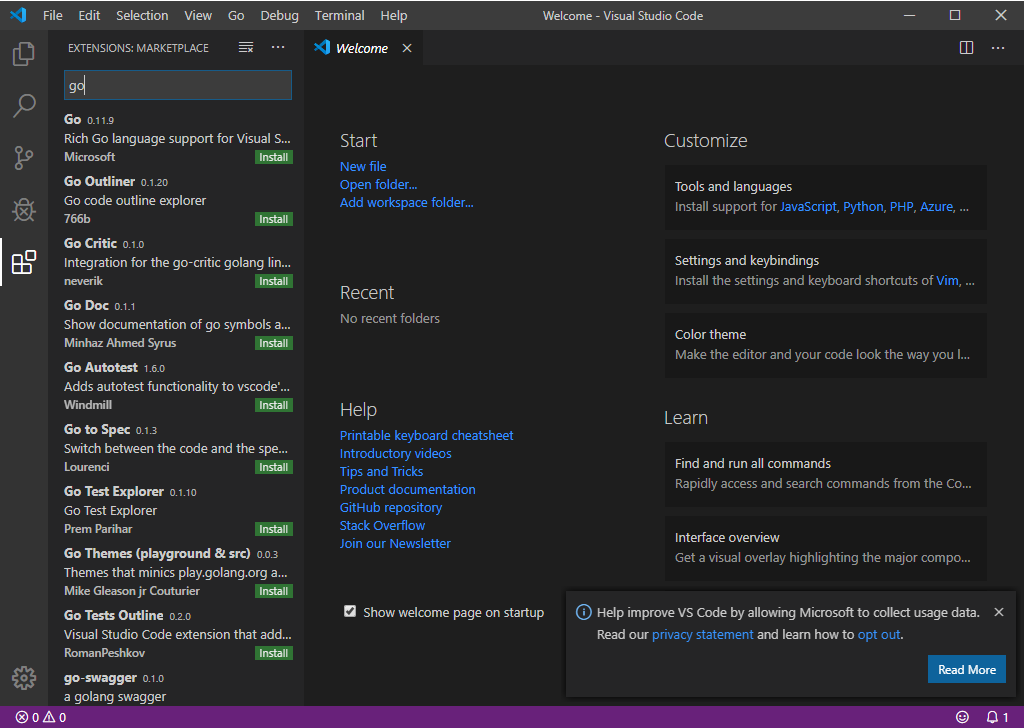 File Edit Selection View Go Debug Terminal Help
Welcome - Visual Studio Code
EXTENSIONS: MARKETPLACE
go
Go 0.11.9
Rich Go language support for Visual S...
Microsoft Install
Go Outliner 0.1.20
Go code outline explorer
766b Install
Go Critic 0.1.0
Integration for the go-critic golang lin...
neverik Install
Go Doc 0.1.1
Show documentation of go symbols a...
Minhaz Ahmed Syrus Install
Go Autotest 1.6.0
Adds autotest functionality to vscode'...
Windmill Install
Go to Spec 0.1.3
Switch between the code and the spe...
Lourenci Install
Go Test Explorer 0.1.10
Go Test Explorer
Prem Parihar Install
Go Themes (playground & src) 0.0.3
Themes that minics play.golang.org a...
Mike Gleason jr Couturier Install
Go Tests Outline 0.2.0
Visual Studio Code extension that add...
RomanPeshkov Install
go-swagger 0.1.0
a golang swagger
Welcome
Start
New file
Open folder...
Add workspace folder...
Recent
No recent folders
Help
Printable keyboard cheatsheet
Introductory videos
Tips and Tricks
Product documentation
GitHub repository
Stack Overflow
Join our Newsletter
Show welcome page on startup
Customize
Tools and languages
Install support for JavaScript, Python, PHP, Azure, ...
Settings and keybindings
Install the settings and keyboard shortcuts of Vim, ...
Color theme
Make the editor and your code look the way you l...
Learn
Find and run all commands
Rapidly access and search commands from the Co...
Interface overview
Get a visual overlay highlighting the major compo...
Help improve VS Code by allowing Microsoft to collect usage data.
Read our privacy statement and learn how to opt out.
Read More
0 0
1